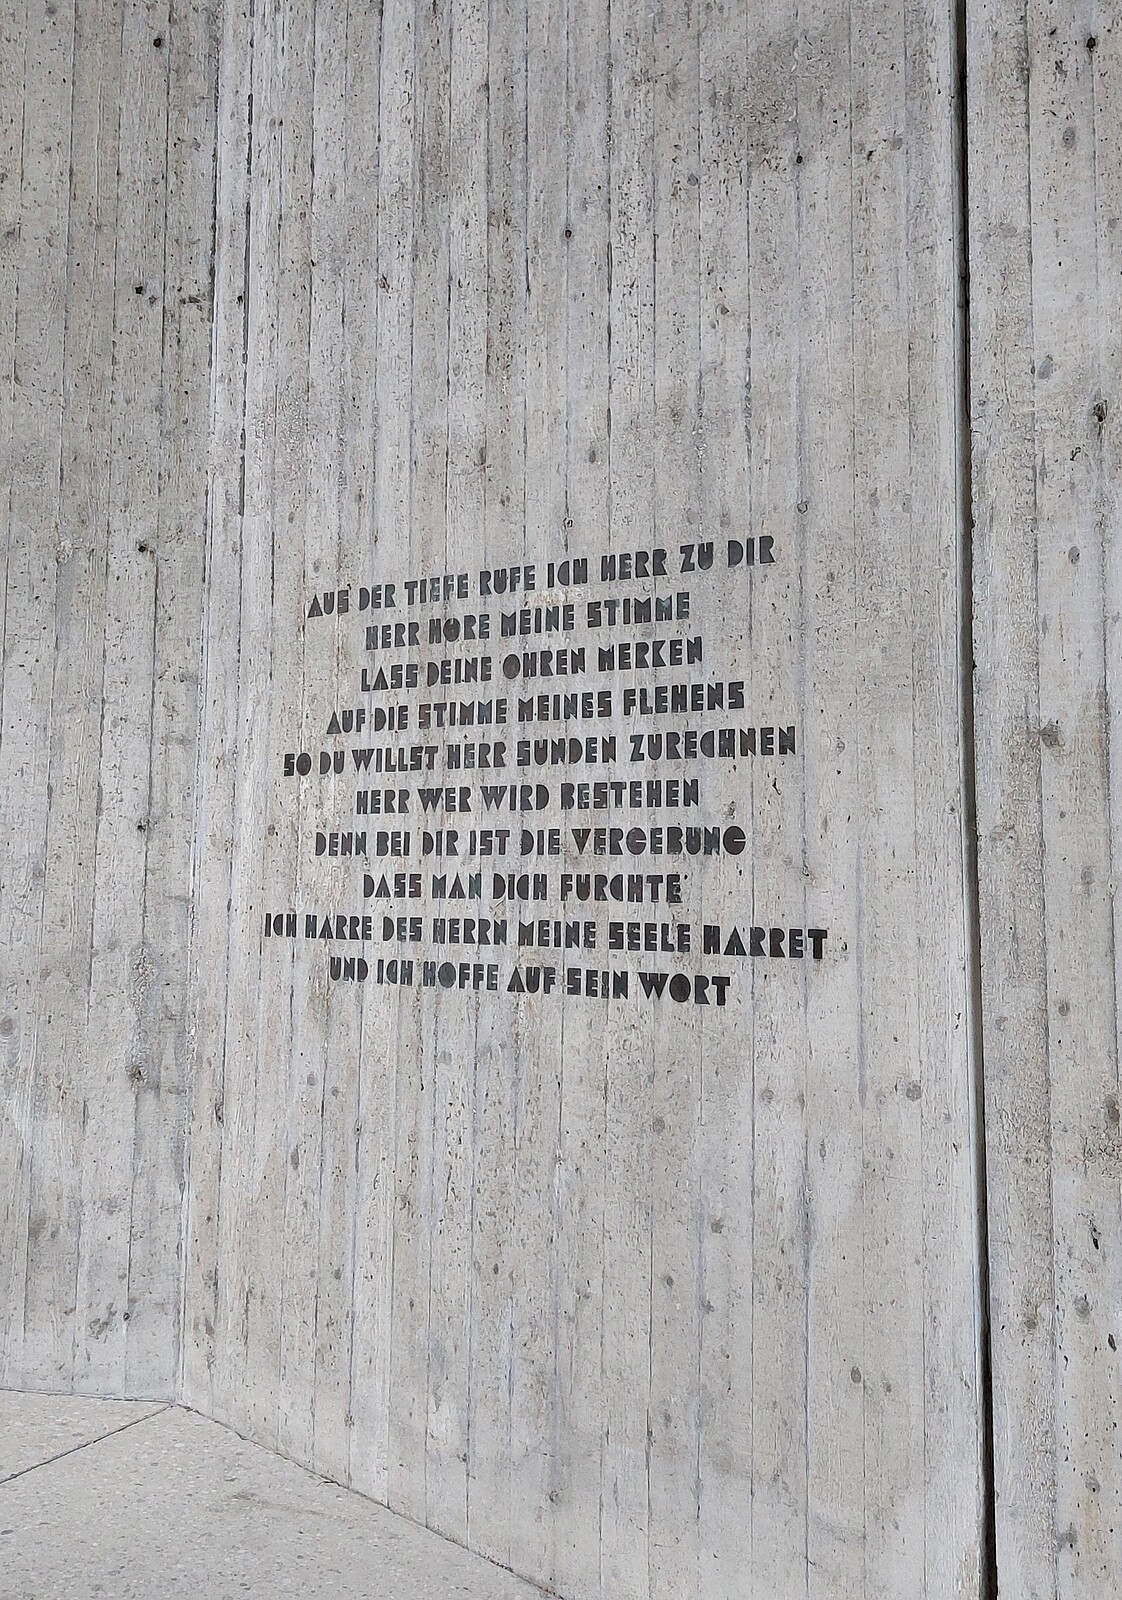 AUS DER TIEFE RUFE ICH HERR ZU DIR
HERR HÖRE MEINE STIMME
LASS DEINE OHREN MERKEN
AUF DIE STIMME MEINES FLEHENS
SO DU WILLST HERR SUNDEN ZURECHNEN
HERR WER WIRD BESTEHEN
DENN BEI DIR IST DIE VERGEBUNG
DASS MAN DICH FURCHTE
ICH HARRE DES HERRN MEINE SEELE HARRET
UND ICH HOFFE AUF SEIN WORT